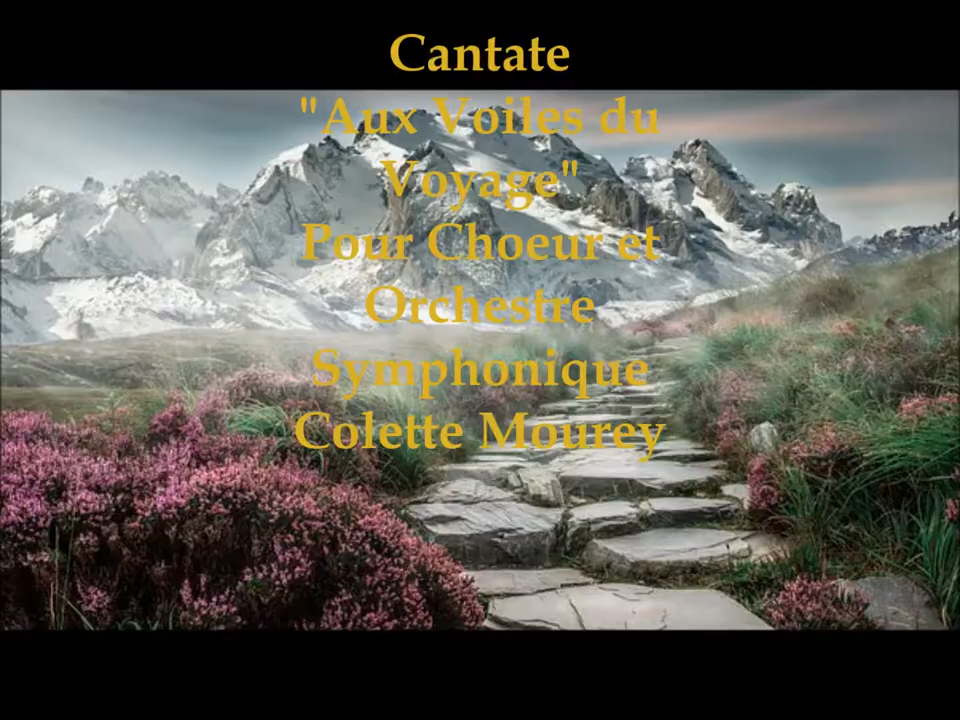 Cantate
"Aux Voiles du
Voyage"
Pour Choeur et
Orchestre
Symphonique
Colette Mourey